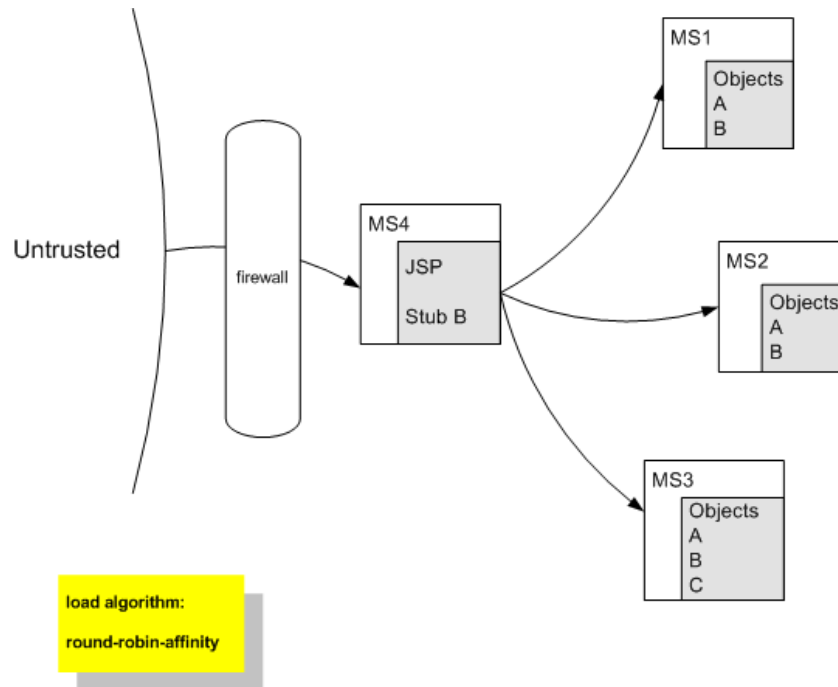 Untrusted
firewall
MS4
JSP
Stub B
MS1
Objects
A
B
MS2
Objects
A
B
MS3
Objects
A
B
C
load algorithm:
round-robin-affinity